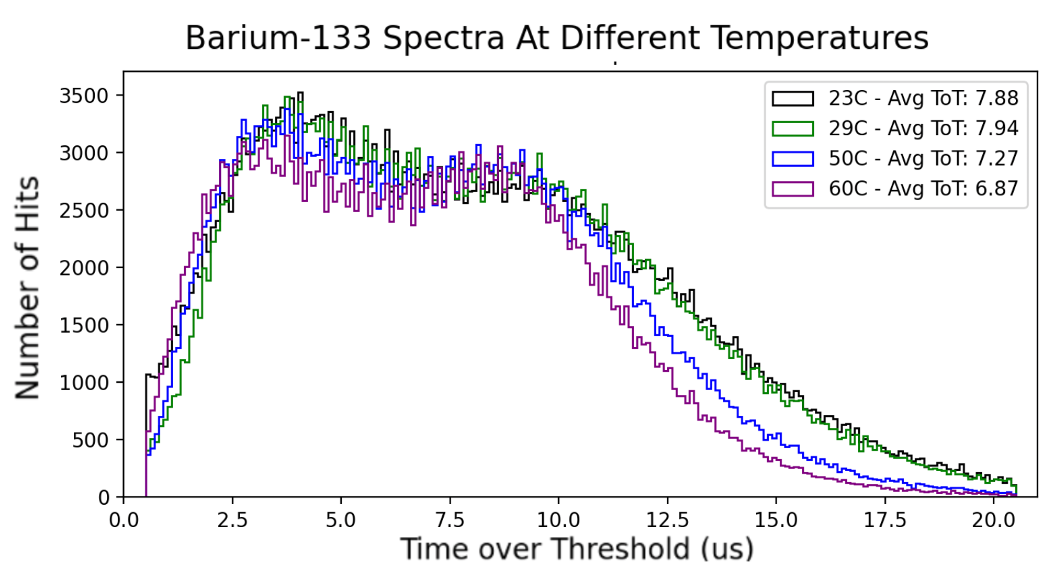 Barium-133 Spectra At Different Temperatures
23C - Avg ToT: 7.88
29C - Avg ToT: 7.94
50C - Avg ToT: 7.27
60C - Avg ToT: 6.87
Number of Hits
3500
3000
2500
2000
1500
1000
500
0
0.0 2.5 5.0 7.5 10.0 12.5 15.0 17.5 20.0
Time over Threshold (us)